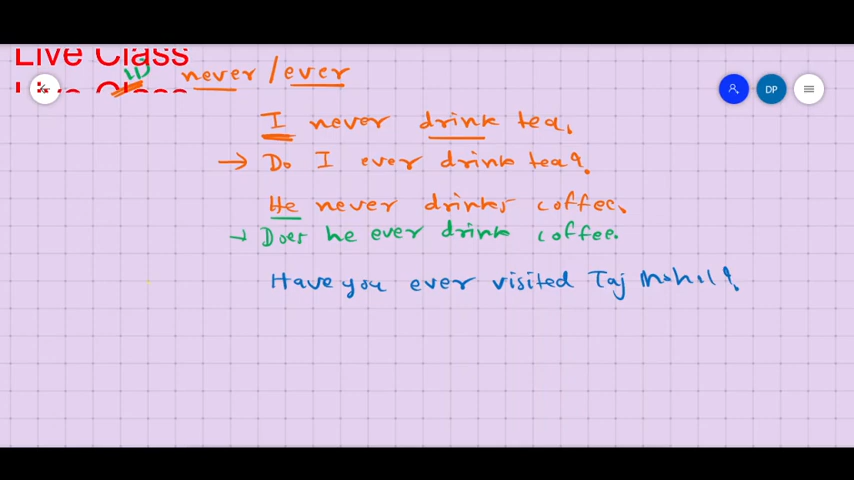 Live Class
never / ever
I never drink tea.
→ Do I ever drink tea?
He never drinks coffee.
→ Does he ever drink coffee.
Have you ever visited Taj Mahal?
DP